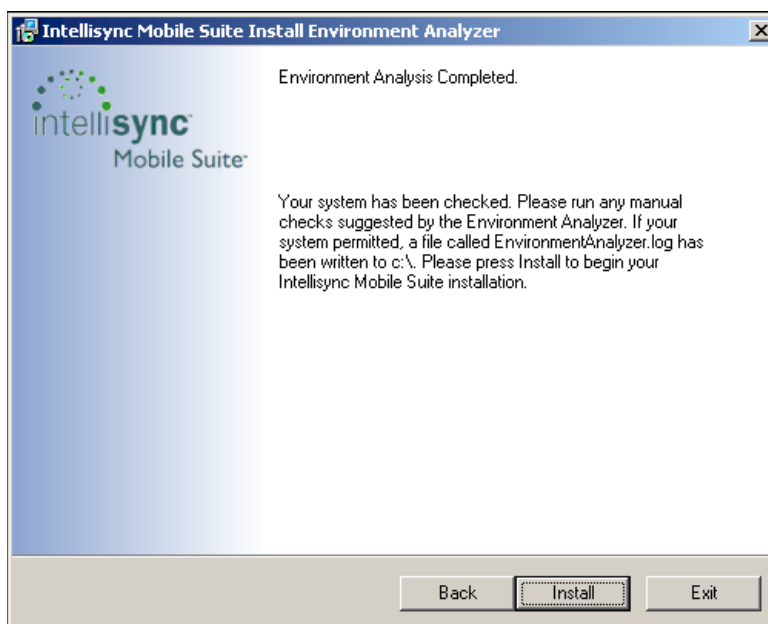 Intellisync Mobile Suite Install Environment Analyzer
intellisync
Mobile Suite™
Environment Analysis Completed.
Your system has been checked. Please run any manual
checks suggested by the Environment Analyzer. If your
system permitted, a file called EnvironmentAnalyzer.log has
been written to c:\. Please press Install to begin your
Intellisync Mobile Suite installation.
Back
Install
Exit